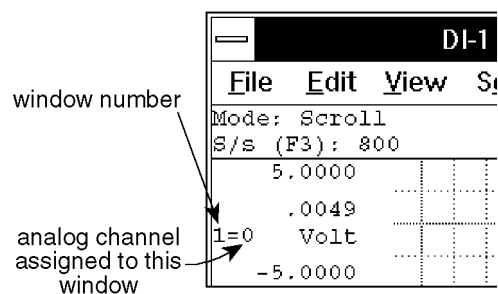 DI-1
File Edit View
window number
Mode: Scroll
S/s (F3): 800
5.0000
.0049
1=0 Volt
-5.0000
analog channel
assigned to this
window